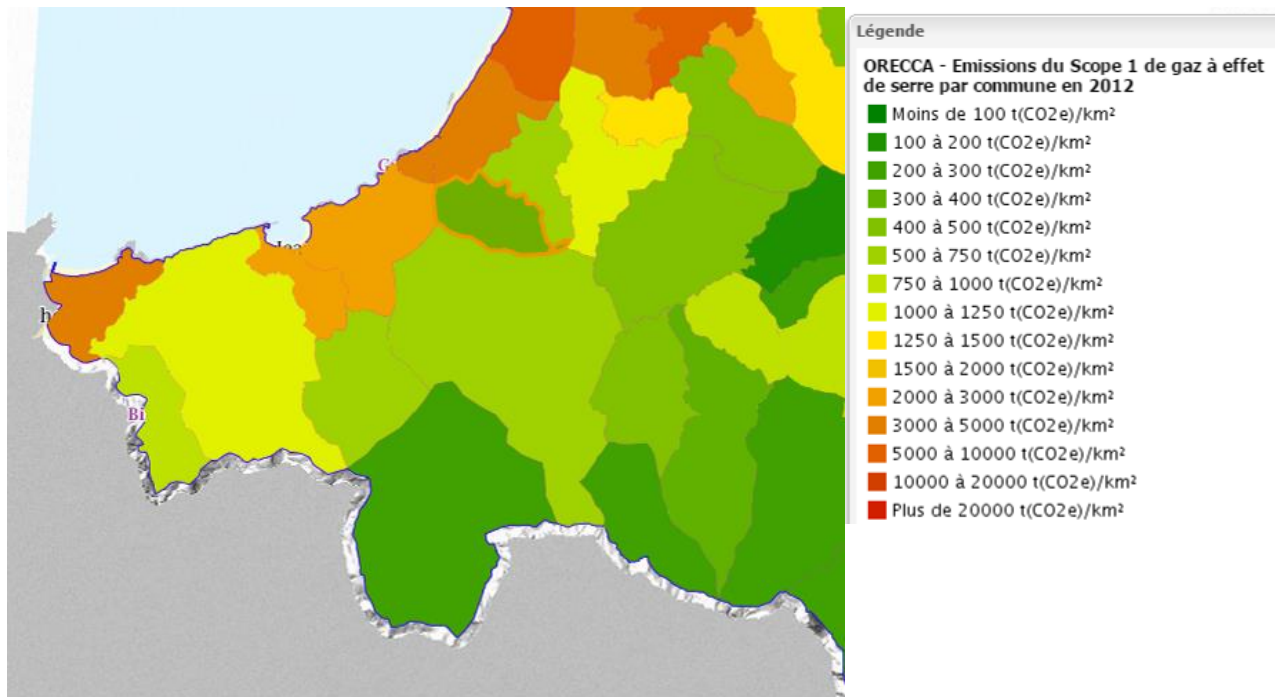 Légende
ORECCA - Emissions du Scope 1 de gaz à effet
de serre par commune en 2012
Moins de 100 t(CO2e)/km²
100 à 200 t(CO2e)/km²
200 à 300 t(CO2e)/km²
300 à 400 t(CO2e)/km²
400 à 500 t(CO2e)/km²
500 à 750 t(CO2e)/km²
750 à 1000 t(CO2e)/km²
1000 à 1250 t(CO2e)/km²
1250 à 1500 t(CO2e)/km²
1500 à 2000 t(CO2e)/km²
2000 à 3000 t(CO2e)/km²
3000 à 5000 t(CO2e)/km²
5000 à 10000 t(CO2e)/km²
10000 à 20000 t(CO2e)/km²
Plus de 20000 t(CO2e)/km²
Bi